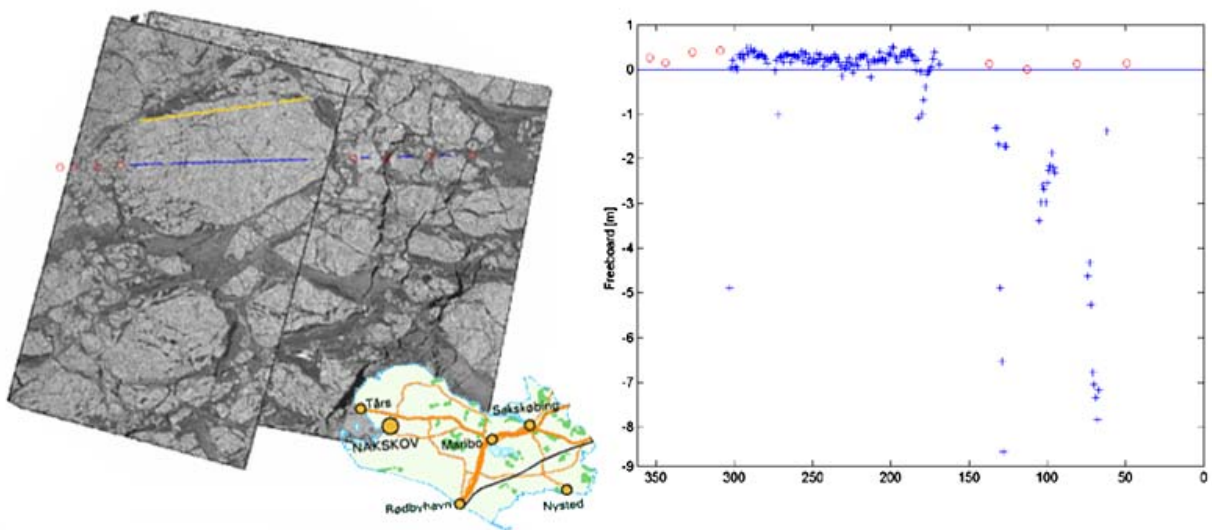 Tårs
NAKSKOV
Sakskøbing
Maribo
Rødbyhavn
Nysted
Freeboard [m]
1
0
-1
-2
-3
-4
-5
-6
-7
-8
-9
350 300 250 200 150 100 50 0